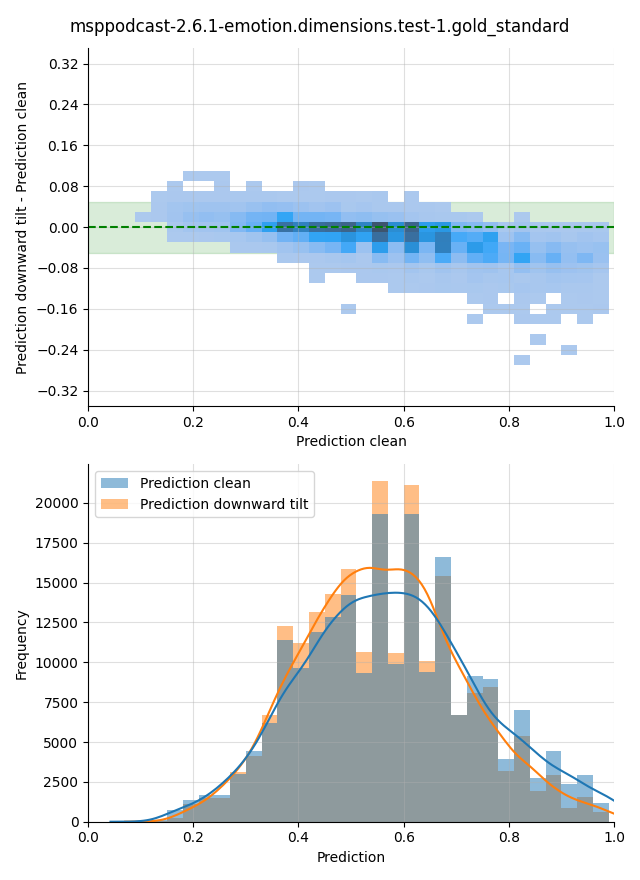 msppodcast-2.6.1-emotion.dimensions.test-1.gold_standard
Prediction downward tilt - Prediction clean
0.32
0.24
0.16
0.08
0.00
−0.08
−0.16
−0.24
−0.32
0.0 0.2 0.4 0.6 0.8 1.0
Prediction clean
Prediction clean
Prediction downward tilt
Frequency
20000
17500
15000
12500
10000
7500
5000
2500
0
0.0 0.2 0.4 0.6 0.8 1.0
Prediction